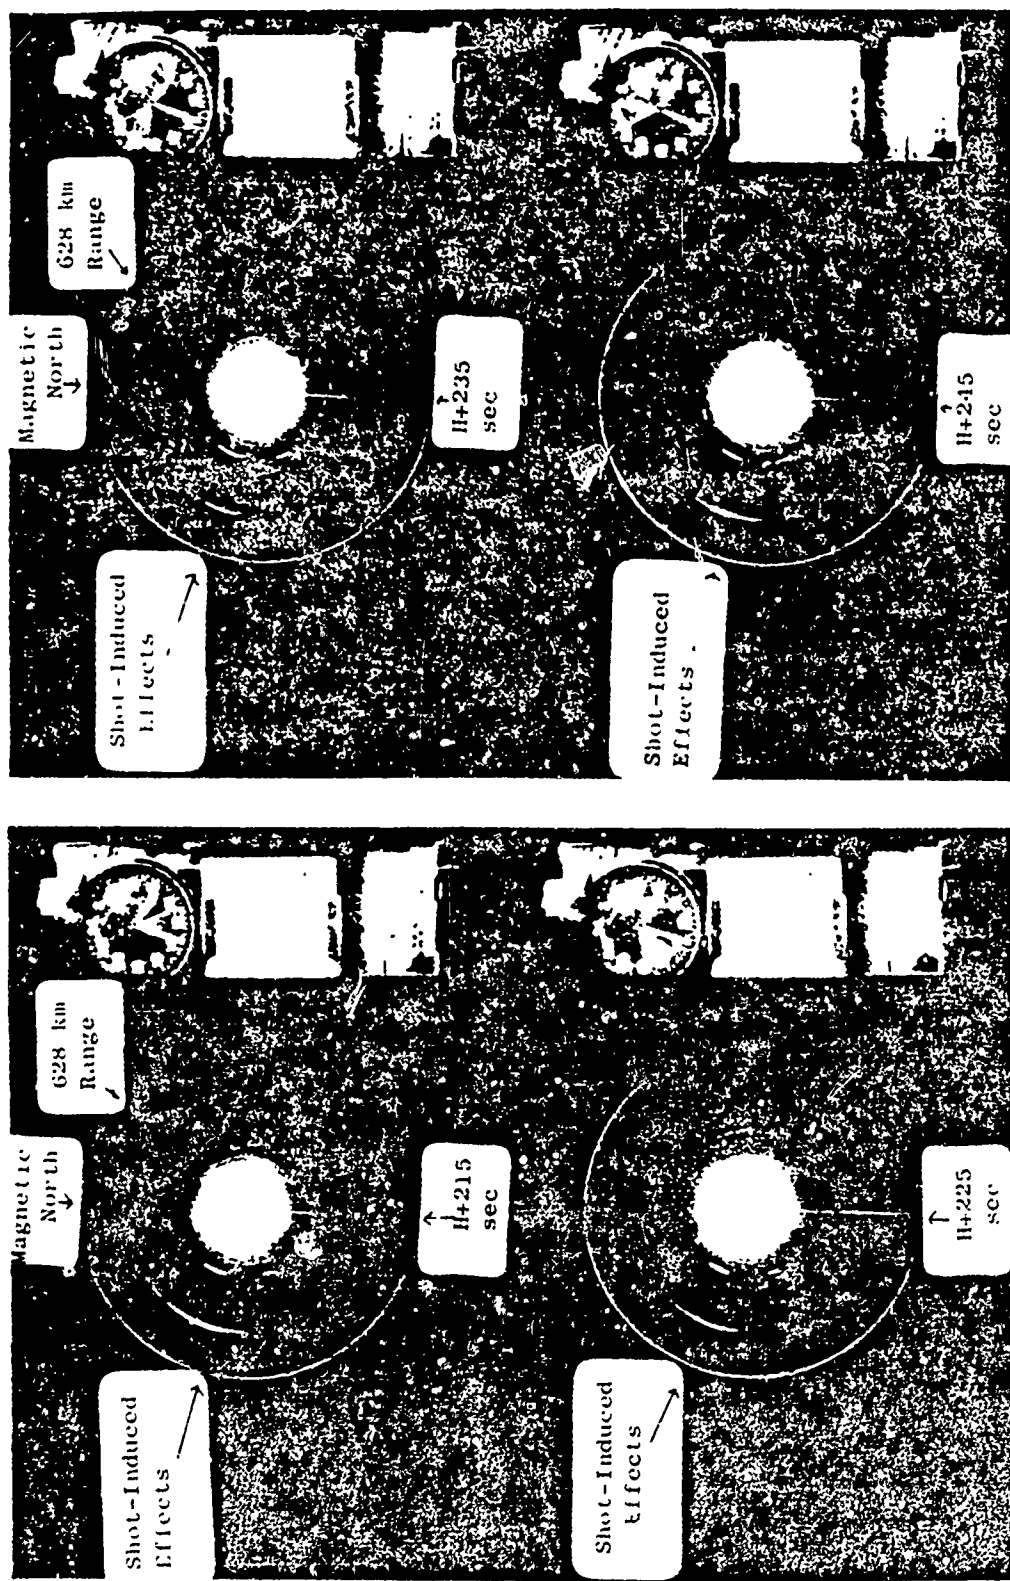 Magnetic
North
628 km
Range
Shot-Induced
Effects
H+215
sec
Shot-Induced
Effects
H+225
sec
Magnetic
North
628 km
Range
Shot-Induced
Effects
H+235
sec
Shot-Induced
Effects
H+245
sec